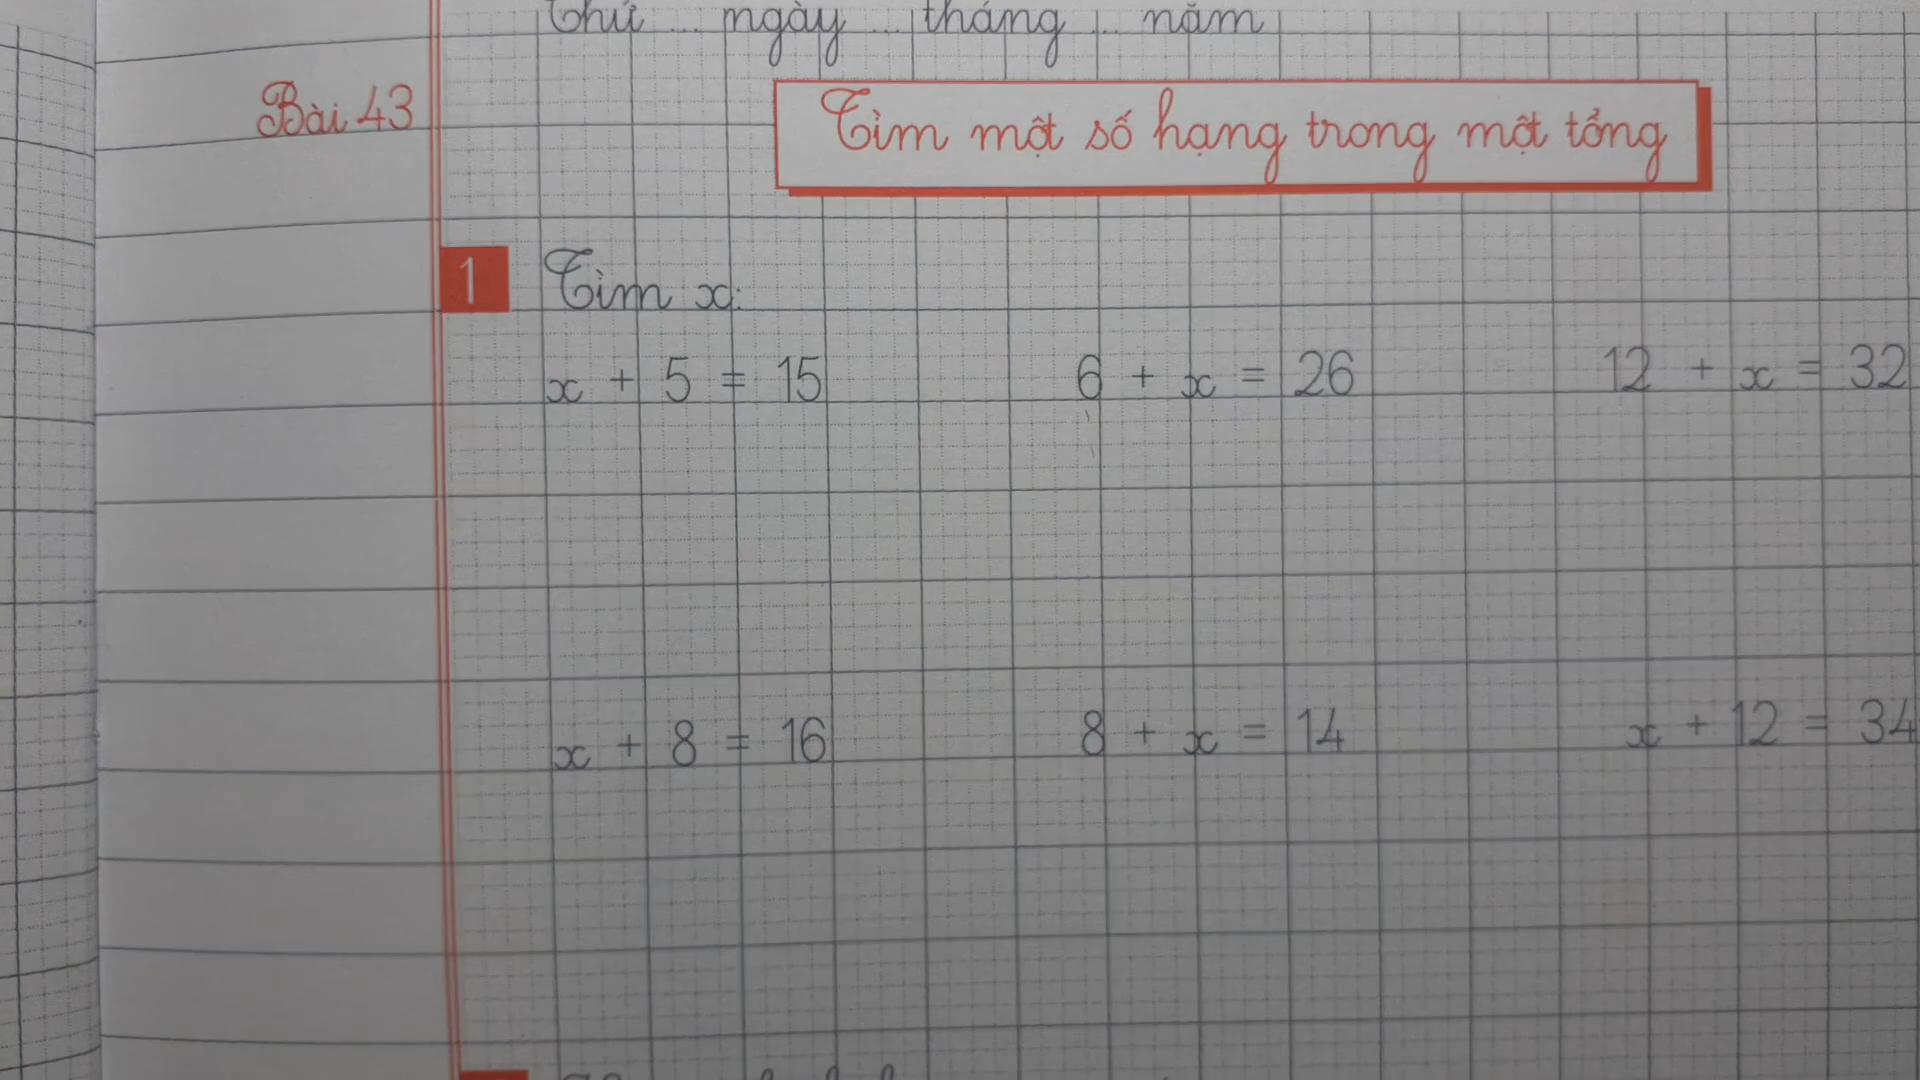 Thứ ... ngày ... tháng ... năm
Bài 43
Tìm một số hạng trong một tổng
1 Tìm x:
x + 5 = 15 6 + x = 26 12 + x = 32
x + 8 = 16 8 + x = 14 x + 12 = 34